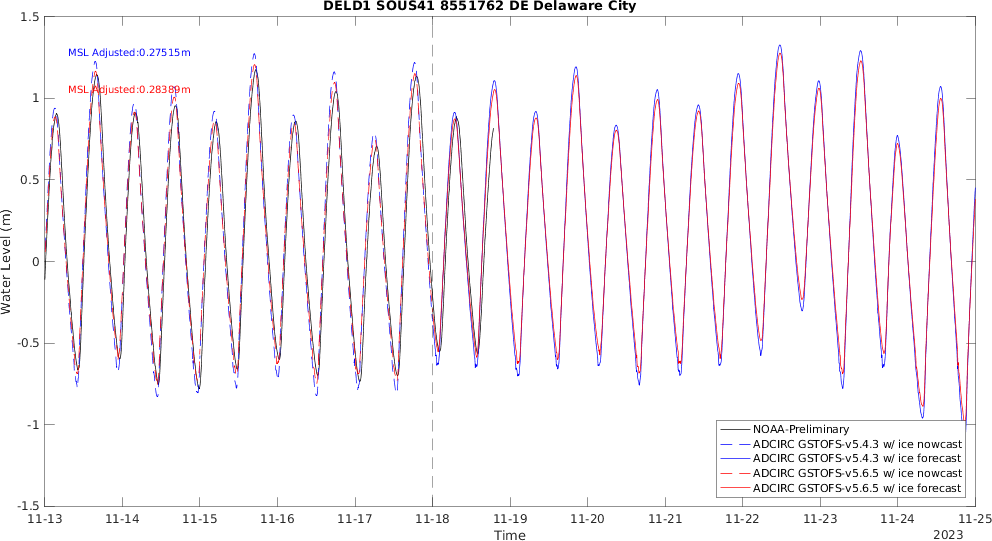 DELD1 SOUS41 8551762 DE Delaware City
1.5
MSL Adjusted:0.27515m
MSL Adjusted:0.28389m
1
0.5
0
-0.5
-1
-1.5
Water Level (m)
NOAA-Preliminary
ADCIRC GSTOFS-v5.4.3 w/ ice nowcast
ADCIRC GSTOFS-v5.4.3 w/ ice forecast
ADCIRC GSTOFS-v5.6.5 w/ ice nowcast
ADCIRC GSTOFS-v5.6.5 w/ ice forecast
11-13 11-14 11-15 11-16 11-17 11-18 11-19 11-20 11-21 11-22 11-23 11-24 11-25
Time
2023